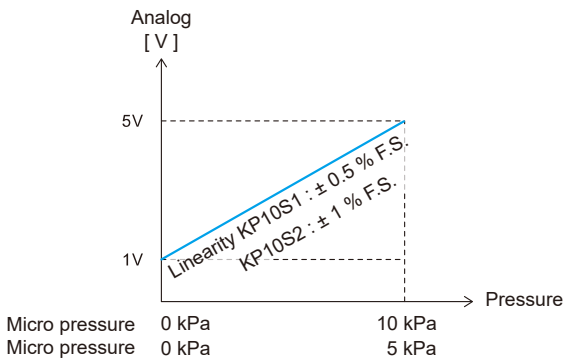 Analog
[ V ]
5V
Linearity KP10S1 : ± 0.5 % F.S.
KP10S2 : ± 1 % F.S.
1V
Pressure
Micro pressure 0 kPa 10 kPa
Micro pressure 0 kPa 5 kPa